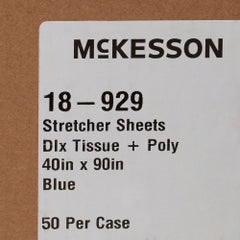 McKESSON
18-929
Stretcher Sheets
Dlx Tissue + Poly
40in x 90in
Blue
50 Per Case